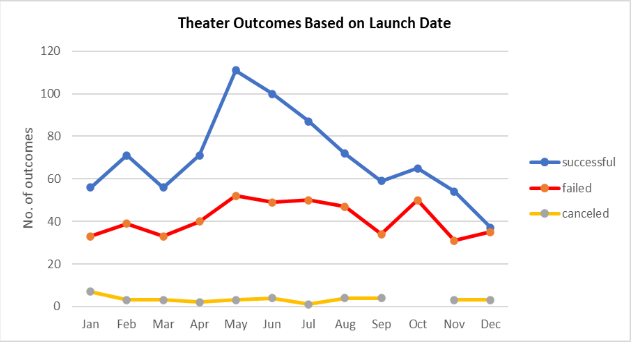 Theater Outcomes Based on Launch Date
120
100
80
60
40
20
0
No. of outcomes
Jan Feb Mar Apr May Jun Jul Aug Sep Oct Nov Dec
successful
failed
canceled